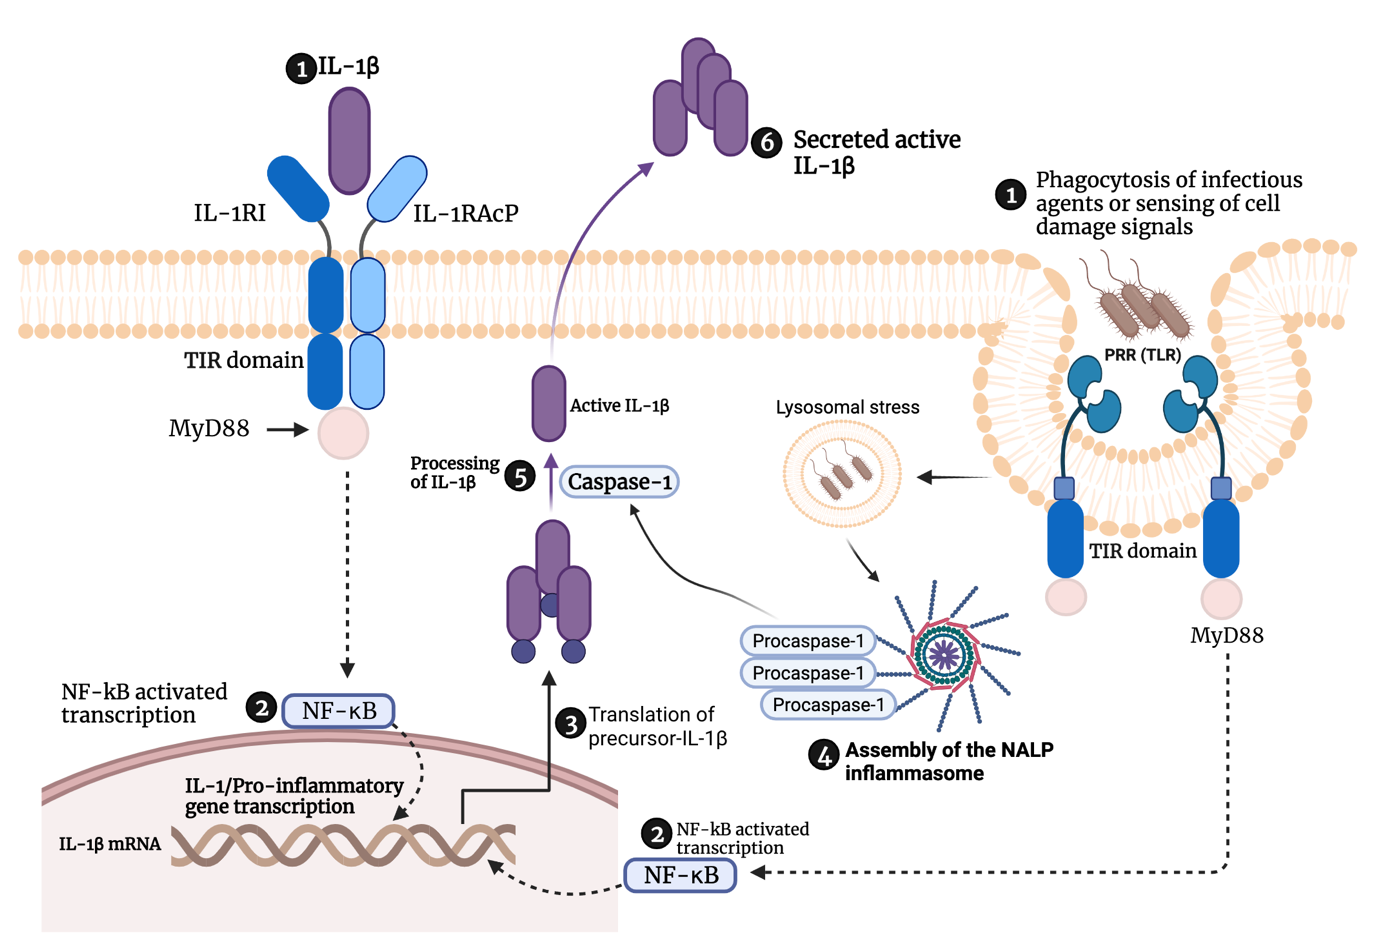 1 IL-1β
IL-1RI
IL-1RAcP
TIR domain
MyD88
NF-kB activated
transcription
2
NF-κB
IL-1/Pro-inflammatory
gene transcription
IL-1β mRNA
3 Translation of
precursor-IL-1β
Processing
of IL-1β
5
Caspase-1
Active IL-1β
6 Secreted active
IL-1β
1 Phagocytosis of infectious
agents or sensing of cell
damage signals
PRR (TLR)
TIR domain
MyD88
Lysosomal stress
Procaspase-1
Procaspase-1
Procaspase-1
4 Assembly of the NALP
inflammasome
2 NF-kB activated
transcription
NF-κB